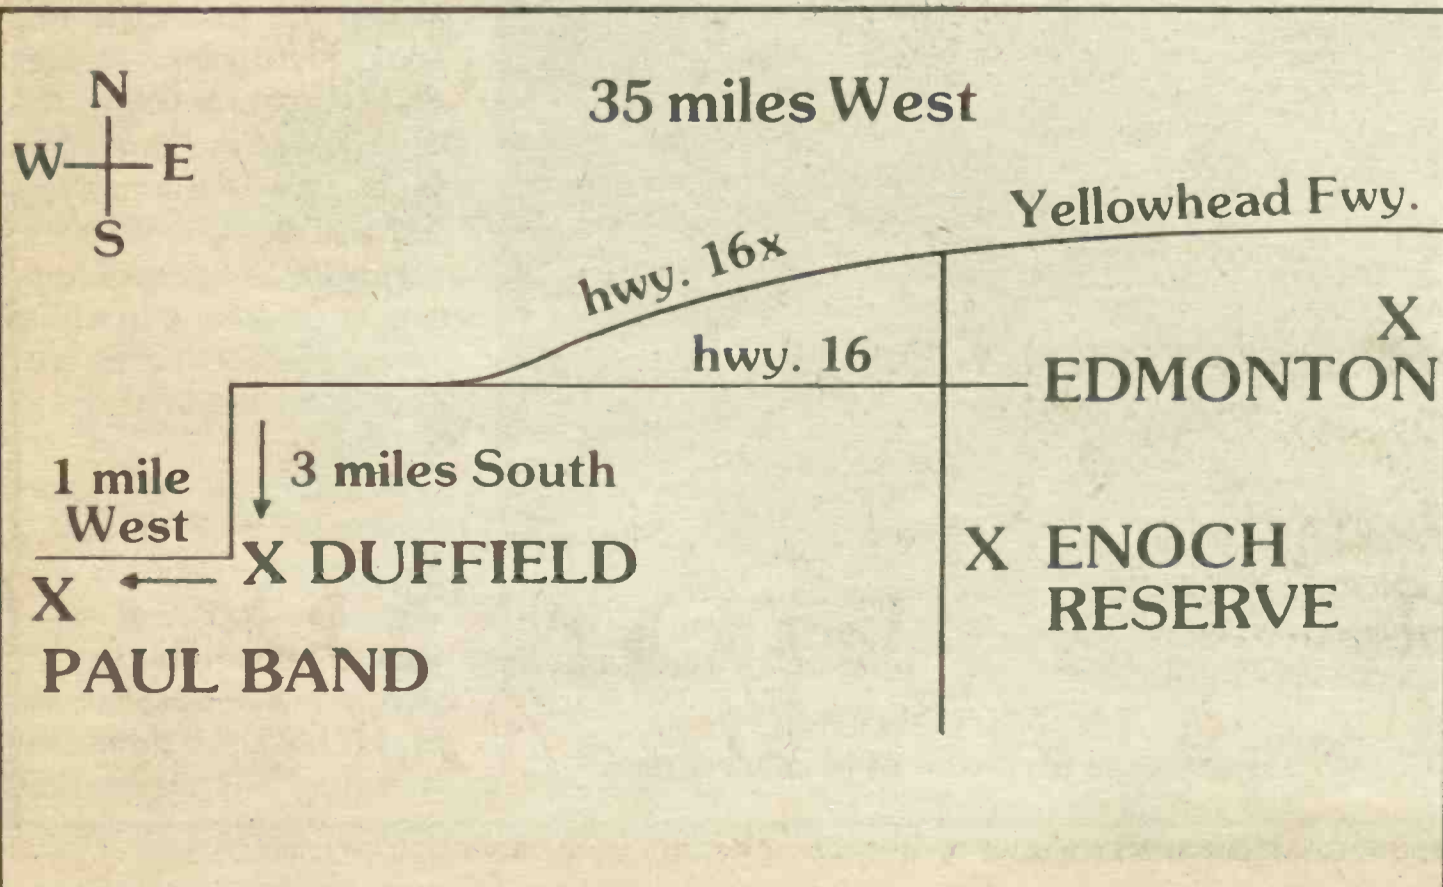 N
35 miles West
W E
S
Yellowhead Fwy.
hwy. 16x
X
hwy. 16
EDMONTON
1 mile
West
3 miles South
X DUFFIELD
X
PAUL BAND
X ENOCH
RESERVE